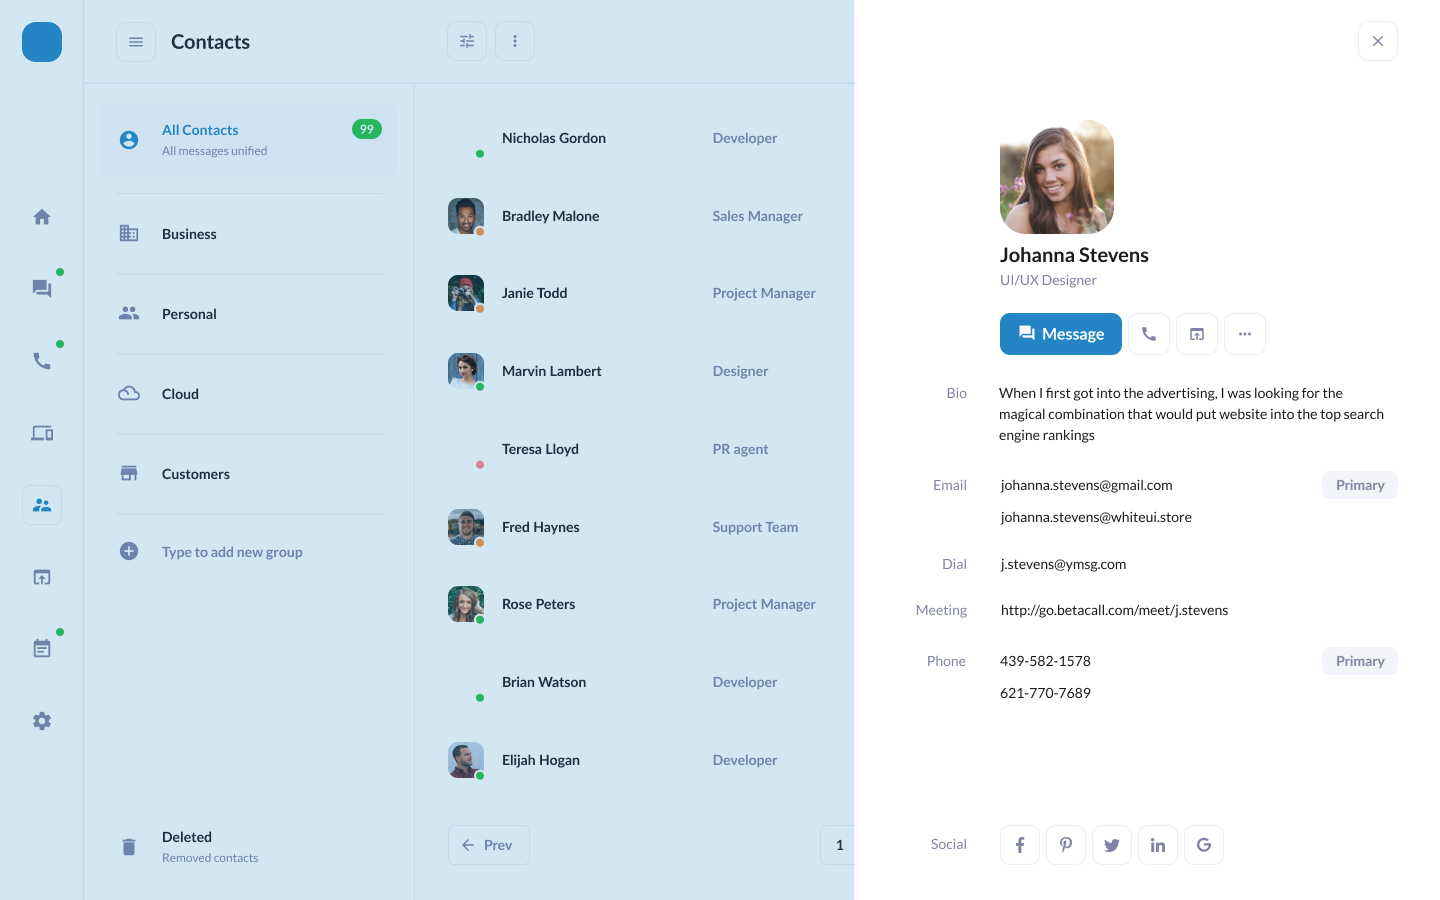 Contacts
All Contacts
99
All messages unified
Business
Personal
Cloud
Customers
Type to add new group
Deleted
Removed contacts
Nicholas Gordon
Developer
Bradley Malone
Sales Manager
Janie Todd
Project Manager
Marvin Lambert
Designer
Teresa Lloyd
PR agent
Fred Haynes
Support Team
Rose Peters
Project Manager
Brian Watson
Developer
Elijah Hogan
Developer
Prev
1
Johanna Stevens
UI/UX Designer
Message
Bio
When I first got into the advertising, I was looking for the
magical combination that would put website into the top search
engine rankings
Email
johanna.stevens@gmail.com
Primary
johanna.stevens@whiteui.store
Dial
j.stevens@ymsg.com
Meeting
http://go.betacall.com/meet/j.stevens
Phone
439-582-1578
Primary
621-770-7689
Social